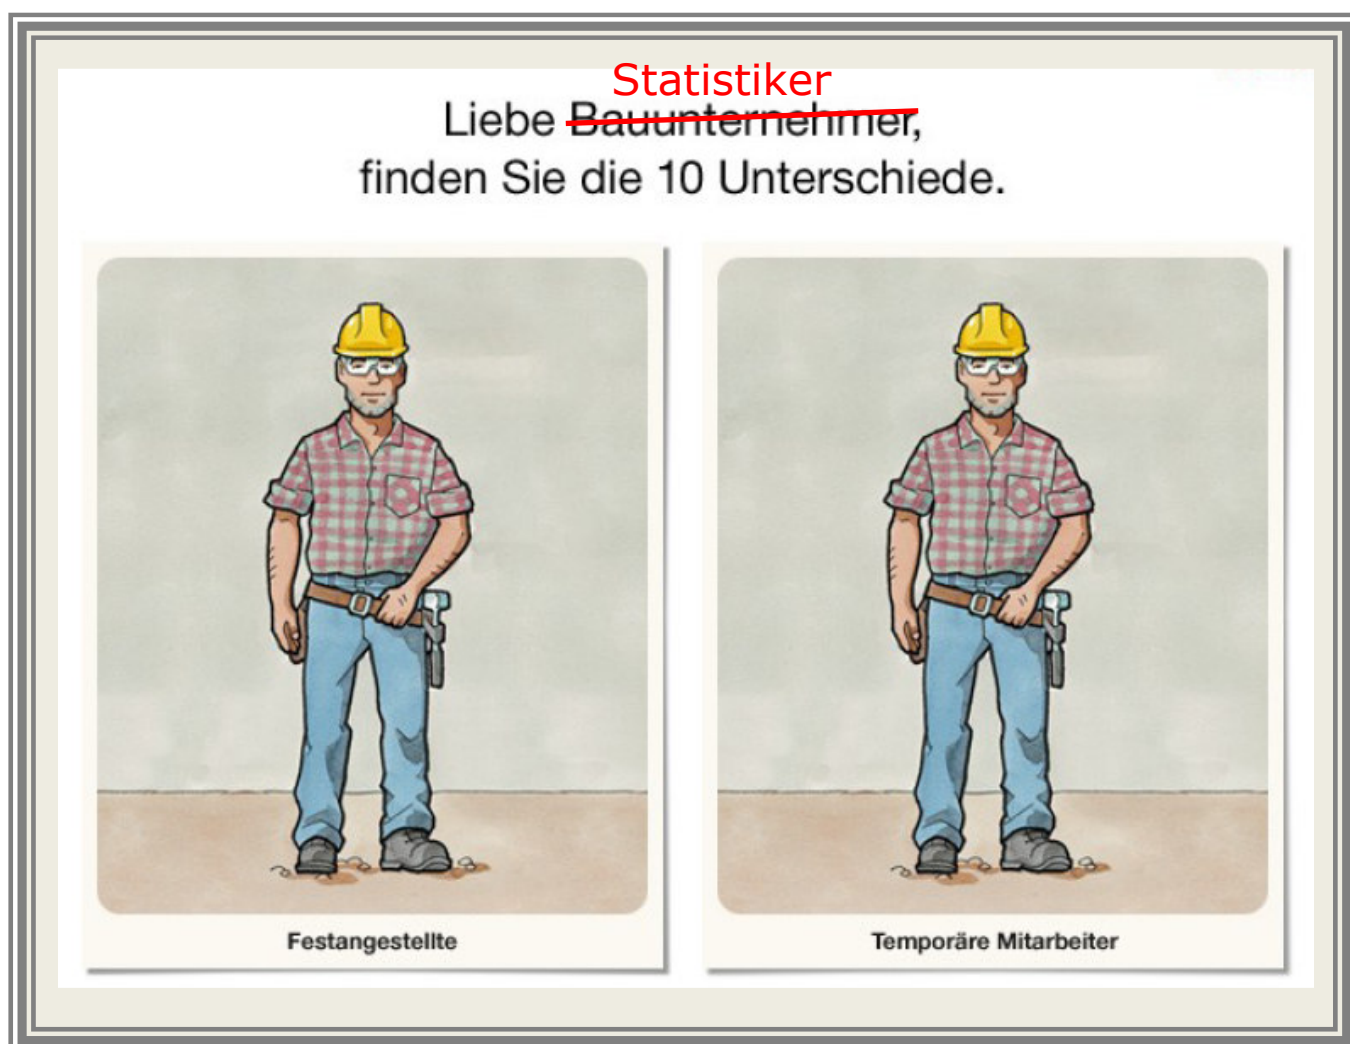 Statistiker
Liebe Bauunternehmer,
finden Sie die 10 Unterschiede.
Festangestellte
Temporäre Mitarbeiter